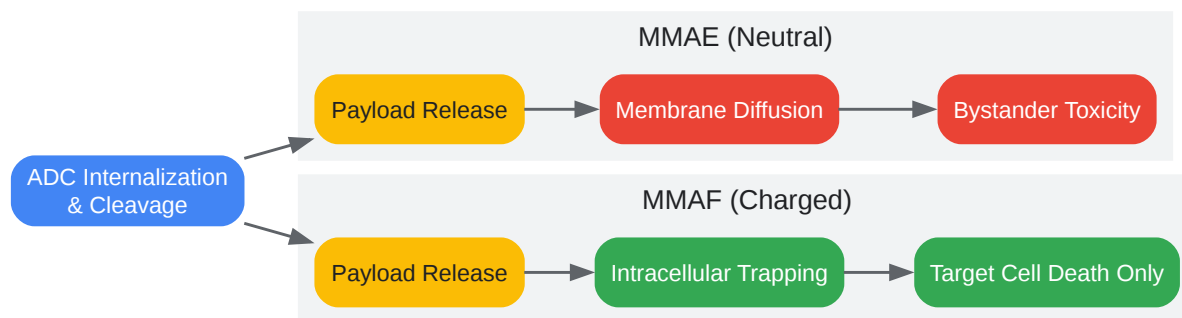 ADC Internalization
& Cleavage
MMAE (Neutral)
Payload Release
Membrane Diffusion
Bystander Toxicity
MMAF (Charged)
Payload Release
Intracellular Trapping
Target Cell Death Only